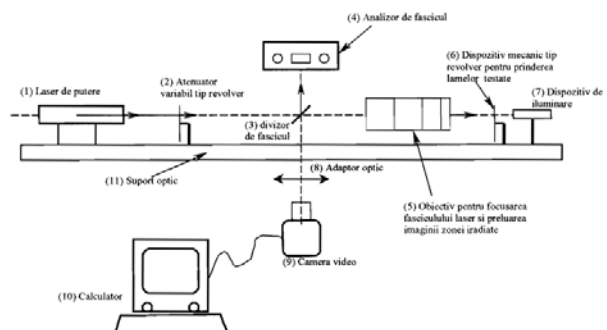 (4) Analizor de fascicul
(6) Dispozitiv mecanic tip
revolver pentru prinderea
lamelor testate
(2) Atenuator
variabil tip revolver
(1) Laser de putere
(7) Dispozitiv de
iluminare
(3) divizor
de fascicul
(8) Adaptor optic
(11) Suport optic
(5) Obiectiv pentru focusarea
fasciculului laser si preluarea
imaginii zonei iradiate
(9) Camera video
(10) Calculator